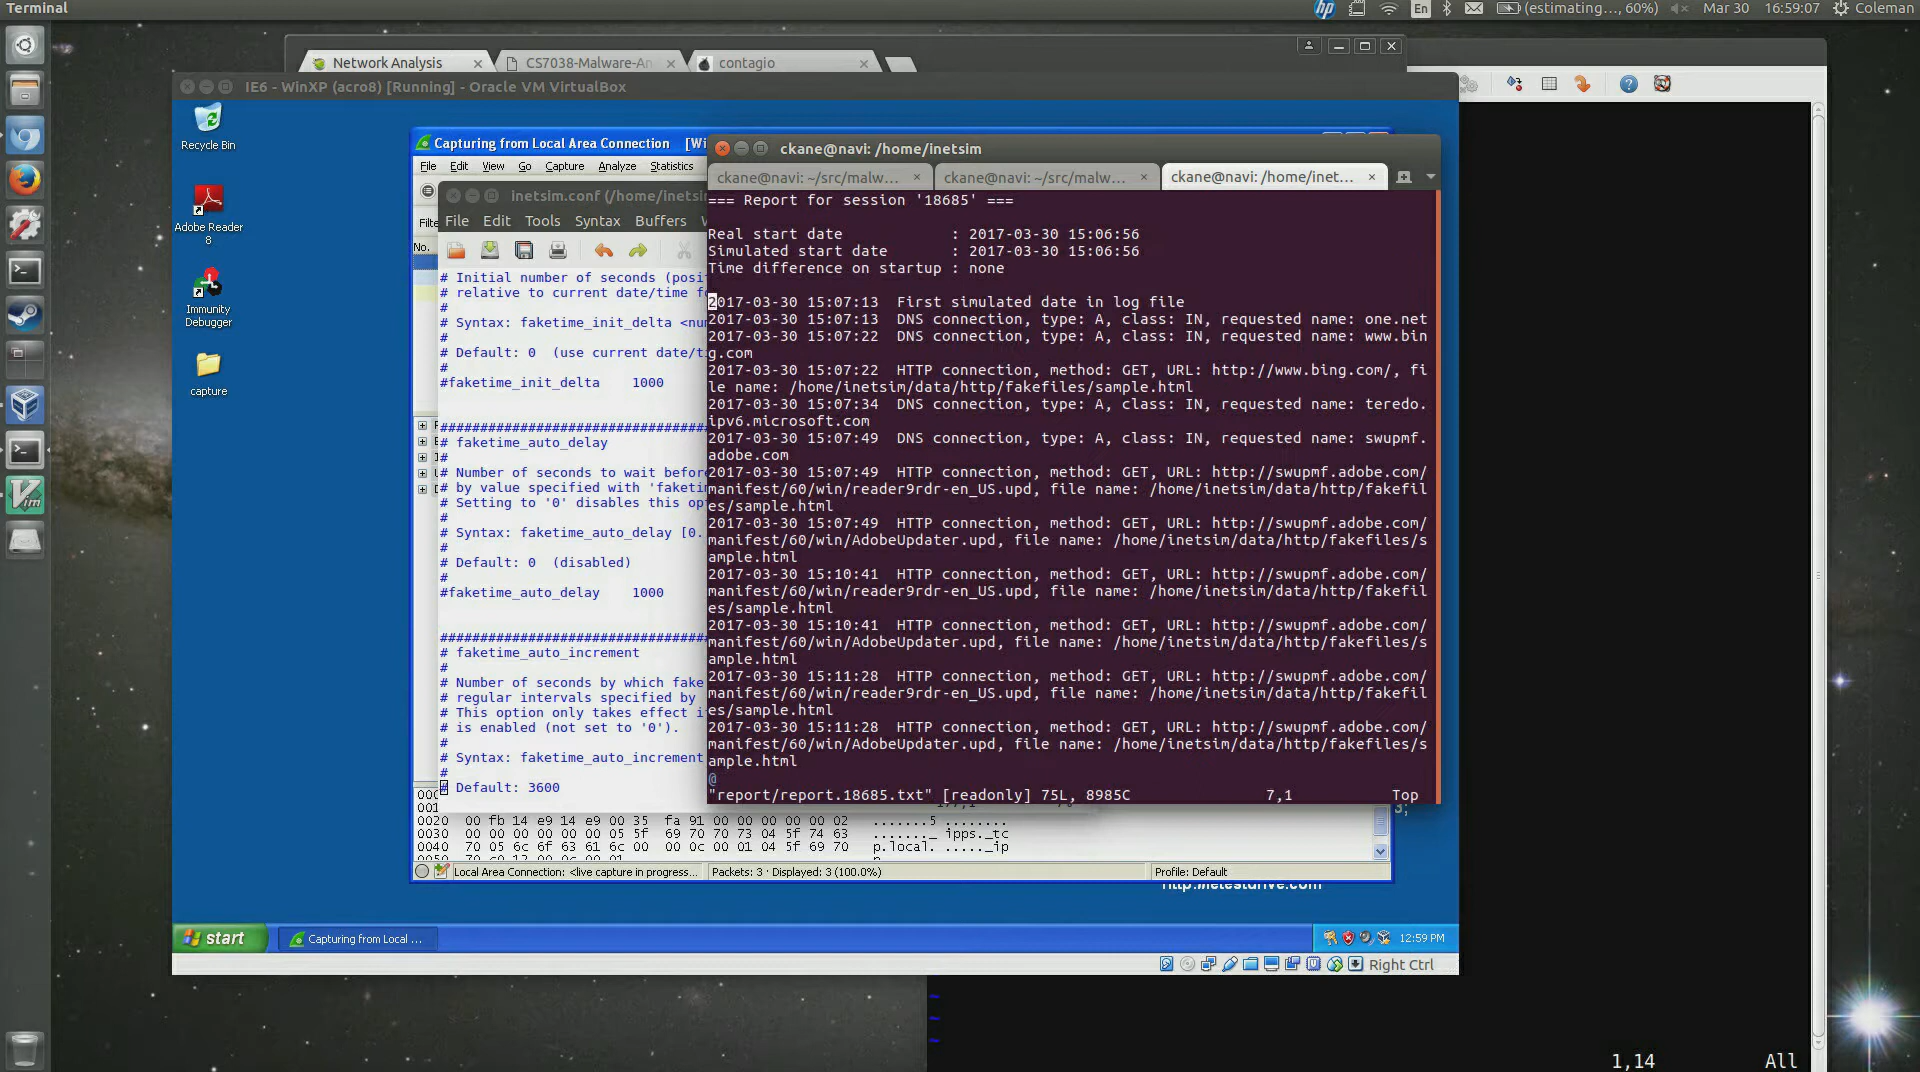 Terminal
En
(estimating..., 60%)
Mar 30
16:59:07
Coleman
Network Analysis
CS7038-Malware-An
contagio
IE6 - WinXP (acro8) [Running] - Oracle VM VirtualBox
Recycle Bin
Adobe Reader
8
Immunity
Debugger
capture
Capturing from Local Area Connection [Wi
File Edit View Go Capture Analyze Statistics
Filte
No.
inetsim.conf (/home/inetsim
File Edit Tools Syntax Buffers
# Initial number of seconds (posi
# relative to current date/time f
#
# Syntax: faketime_init_delta <nu
#
# Default: 0 (use current date/t
#
#faketime_init_delta 1000
#################################
# faketime_auto_delay
#
# Number of seconds to wait befor
# by value specified with 'faketi
# Setting to '0' disables this op
#
# Syntax: faketime_auto_delay [0.
#
# Default: 0 (disabled)
#
#faketime_auto_delay 1000
#################################
# faketime_auto_increment
#
# Number of seconds by which fake
# regular intervals specified by
# This option only takes effect i
# is enabled (not set to '0').
#
# Syntax: faketime_auto_increment
#
# Default: 3600
ckane@navi: /home/inetsim
ckane@navi: ~/src/malw...
ckane@navi: ~/src/malw...
ckane@navi: /home/inet...
=== Report for session '18685' ===
Real start date : 2017-03-30 15:06:56
Simulated start date : 2017-03-30 15:06:56
Time difference on startup : none
2017-03-30 15:07:13 First simulated date in log file
2017-03-30 15:07:13 DNS connection, type: A, class: IN, requested name: one.net
2017-03-30 15:07:22 DNS connection, type: A, class: IN, requested name: www.bin
g.com
2017-03-30 15:07:22 HTTP connection, method: GET, URL: http://www.bing.com/, fi
le name: /home/inetsim/data/http/fakefiles/sample.html
2017-03-30 15:07:34 DNS connection, type: A, class: IN, requested name: teredo.
ipv6.microsoft.com
2017-03-30 15:07:49 DNS connection, type: A, class: IN, requested name: swupmf.
adobe.com
2017-03-30 15:07:49 HTTP connection, method: GET, URL: http://swupmf.adobe.com/
manifest/60/win/reader9rdr-en_US.upd, file name: /home/inetsim/data/http/fakefil
es/sample.html
2017-03-30 15:07:49 HTTP connection, method: GET, URL: http://swupmf.adobe.com/
manifest/60/win/AdobeUpdater.upd, file name: /home/inetsim/data/http/fakefiles/s
ample.html
2017-03-30 15:10:41 HTTP connection, method: GET, URL: http://swupmf.adobe.com/
manifest/60/win/reader9rdr-en_US.upd, file name: /home/inetsim/data/http/fakefil
es/sample.html
2017-03-30 15:10:41 HTTP connection, method: GET, URL: http://swupmf.adobe.com/
manifest/60/win/AdobeUpdater.upd, file name: /home/inetsim/data/http/fakefiles/s
ample.html
2017-03-30 15:11:28 HTTP connection, method: GET, URL: http://swupmf.adobe.com/
manifest/60/win/reader9rdr-en_US.upd, file name: /home/inetsim/data/http/fakefil
es/sample.html
2017-03-30 15:11:28 HTTP connection, method: GET, URL: http://swupmf.adobe.com/
manifest/60/win/AdobeUpdater.upd, file name: /home/inetsim/data/http/fakefiles/s
ample.html
@
"report/report.18685.txt" [readonly] 75L, 8985C 7,1 Top
0020 00 fb 14 e9 14 e9 00 35 fa 91 00 00 00 00 00 02 .......5 ........
0030 00 00 00 00 00 05 5f 69 70 70 73 04 5f 74 63 ......_ ipps._tc
0040 70 05 6c 6f 63 61 6c 00 00 0c 00 01 04 5f 69 70 p.local. ....._ip
Local Area Connection: <live capture in progress...
Packets: 3 · Displayed: 3 (100.0%)
Profile: Default
start
Capturing from Local ...
12:59 PM
Right Ctrl
1,14 All